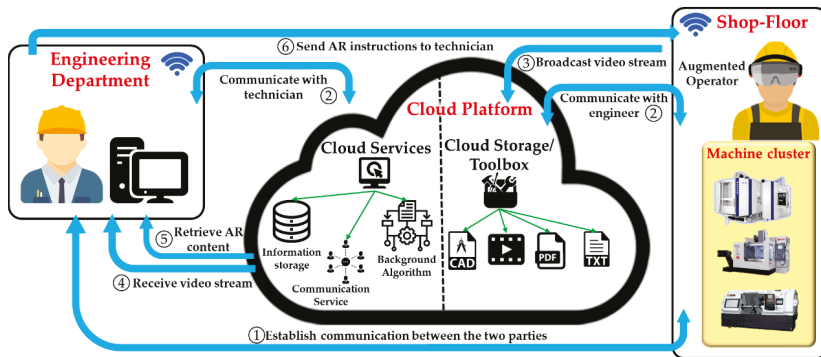 Engineering
Department
⑥ Send AR instructions to technician
Shop-Floor
③ Broadcast video stream
Augmented
Operator
Communicate with
technician ②
Communicate with
engineer ②
Cloud Platform
Cloud Services
Cloud Storage/
Toolbox
Machine cluster
Information
storage
Communication
Service
Background
Algorithm
CAD
PDF
TXT
⑤ Retrieve AR
content
④ Receive video stream
① Establish communication between the two parties